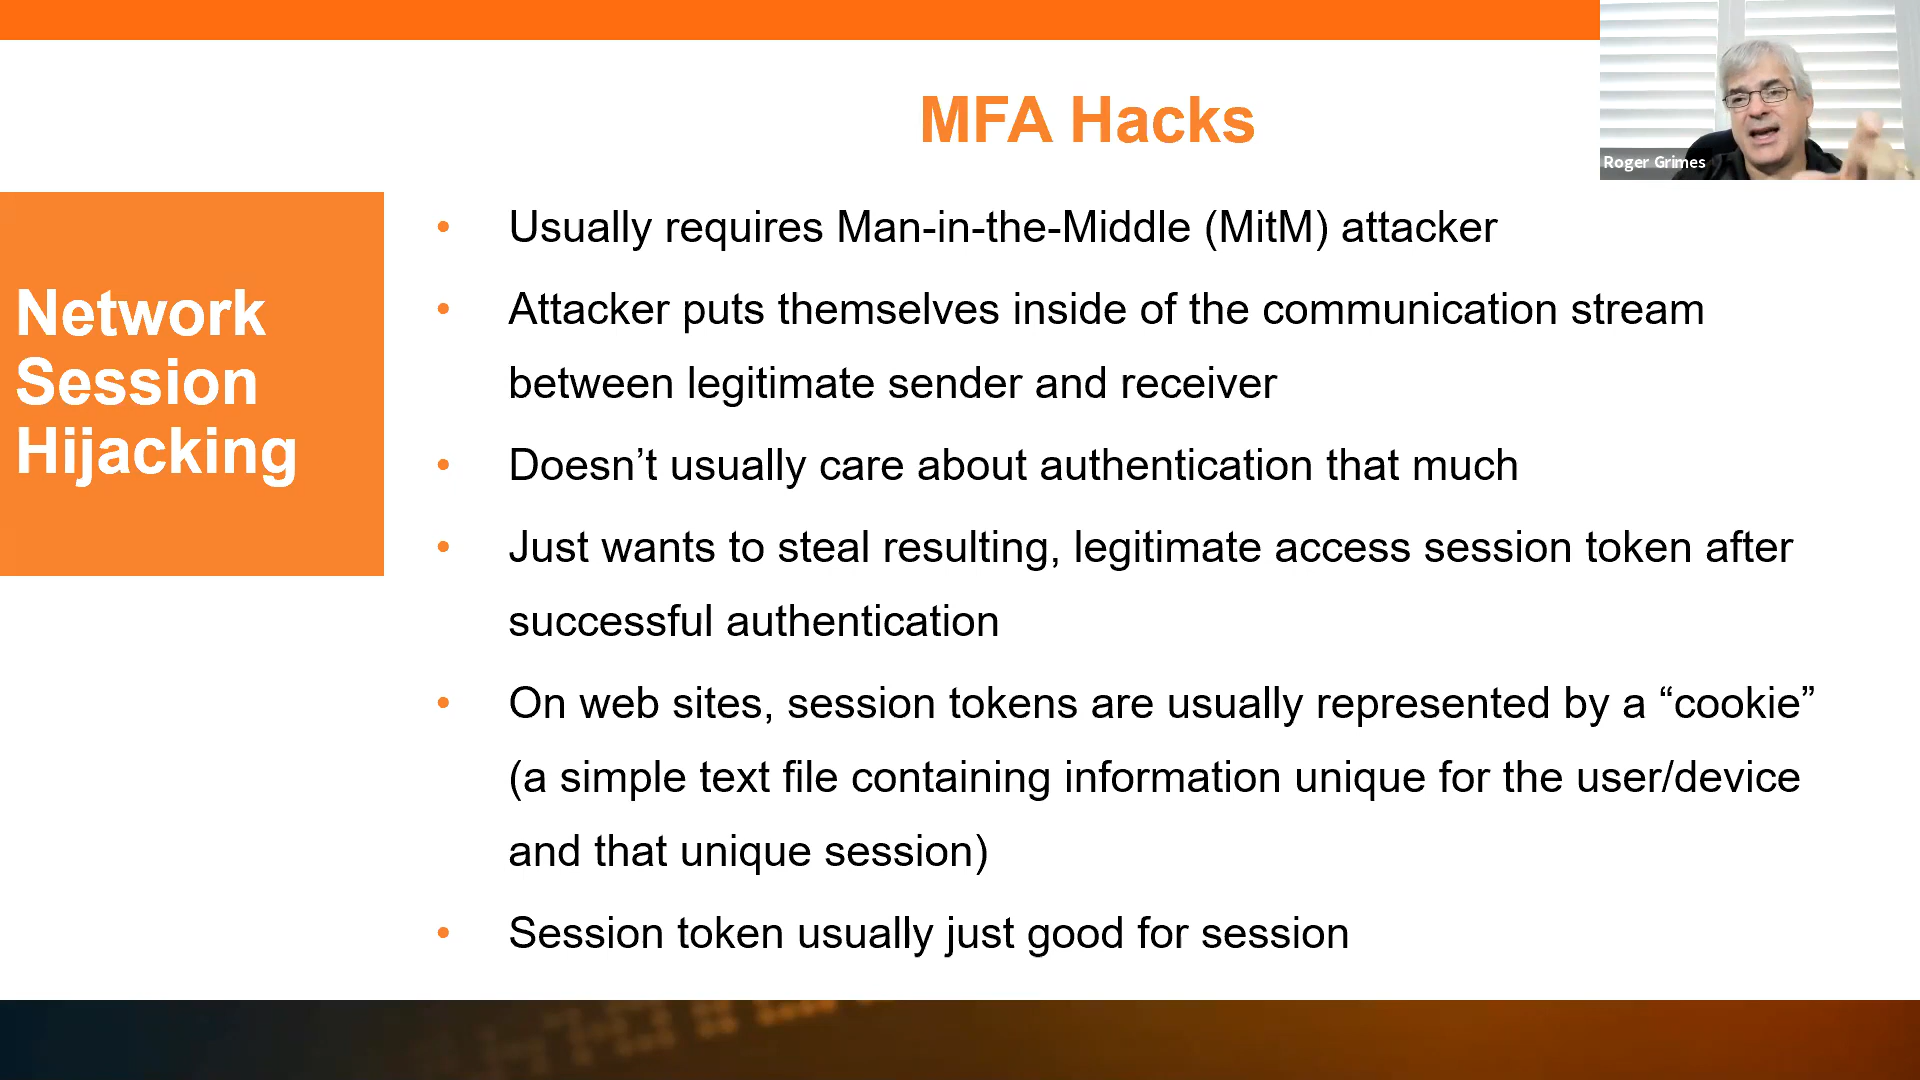 MFA Hacks
Roger Grimes
Network
Session
Hijacking
• Usually requires Man-in-the-Middle (MitM) attacker
• Attacker puts themselves inside of the communication stream
between legitimate sender and receiver
• Doesn’t usually care about authentication that much
• Just wants to steal resulting, legitimate access session token after
successful authentication
• On web sites, session tokens are usually represented by a “cookie”
(a simple text file containing information unique for the user/device
and that unique session)
• Session token usually just good for session